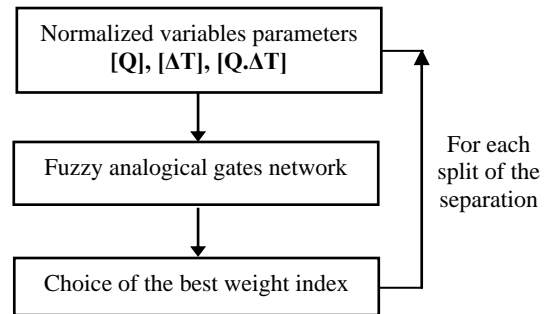 Normalized variables parameters
[Q], [ΔT], [Q.ΔT]
Fuzzy analogical gates network
Choice of the best weight index
For each
split of the
separation